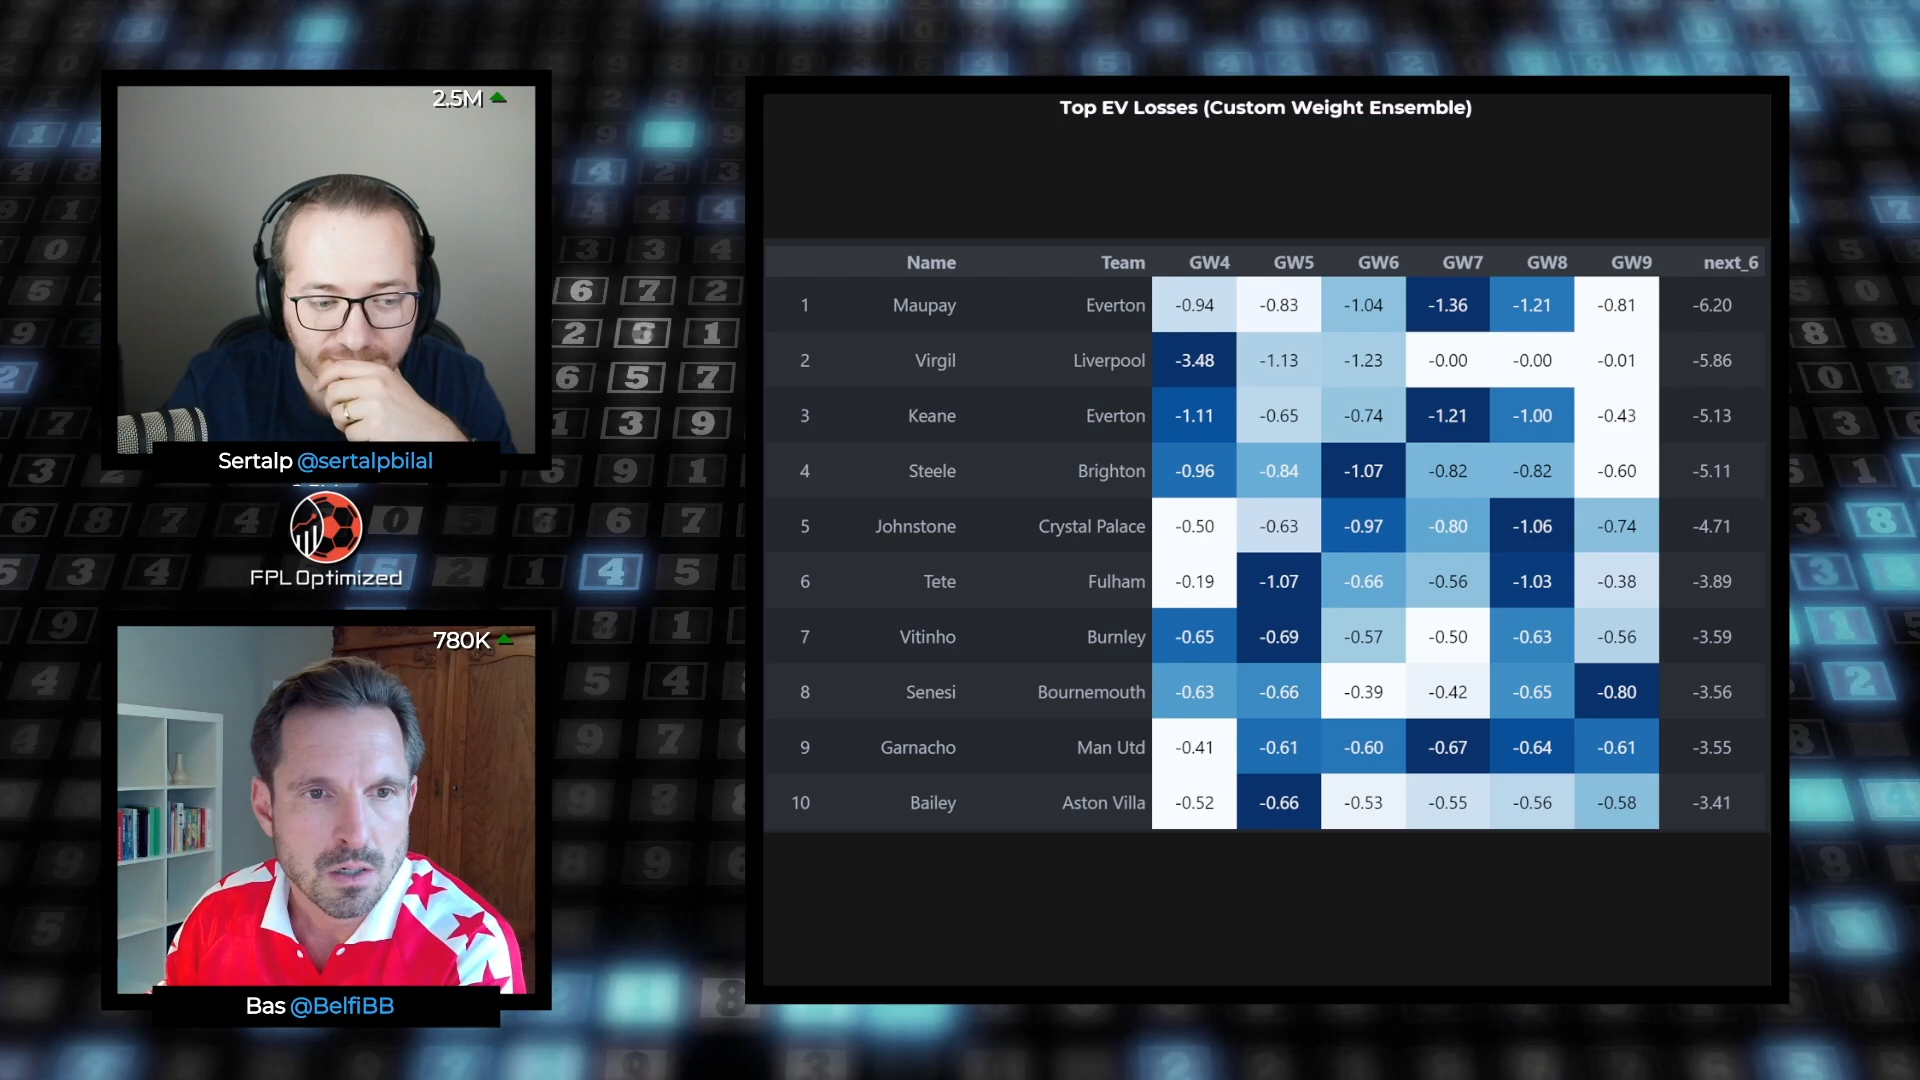 2.5M
Sertalp @sertalpbilal
FPL Optimized
780K
Bas @BelfiBB
Top EV Losses (Custom Weight Ensemble)
Name Team GW4 GW5 GW6 GW7 GW8 GW9 next_6
1 Maupay Everton -0.94 -0.83 -1.04 -1.36 -1.21 -0.81 -6.20
2 Virgil Liverpool -3.48 -1.13 -1.23 -0.00 -0.00 -0.01 -5.86
3 Keane Everton -1.11 -0.65 -0.74 -1.21 -1.00 -0.43 -5.13
4 Steele Brighton -0.96 -0.84 -1.07 -0.82 -0.82 -0.60 -5.11
5 Johnstone Crystal Palace -0.50 -0.63 -0.97 -0.80 -1.06 -0.74 -4.71
6 Tete Fulham -0.19 -1.07 -0.66 -0.56 -1.03 -0.38 -3.89
7 Vitinho Burnley -0.65 -0.69 -0.57 -0.50 -0.63 -0.56 -3.59
8 Senesi Bournemouth -0.63 -0.66 -0.39 -0.42 -0.65 -0.80 -3.56
9 Garnacho Man Utd -0.41 -0.61 -0.60 -0.67 -0.64 -0.61 -3.55
10 Bailey Aston Villa -0.52 -0.66 -0.53 -0.55 -0.56 -0.58 -3.41